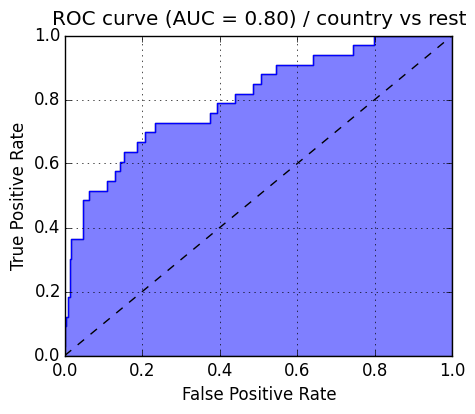 ROC curve (AUC = 0.80) / country vs rest
1.0
0.8
0.6
0.4
0.2
0.0
True Positive Rate
0.0 0.2 0.4 0.6 0.8 1.0
False Positive Rate